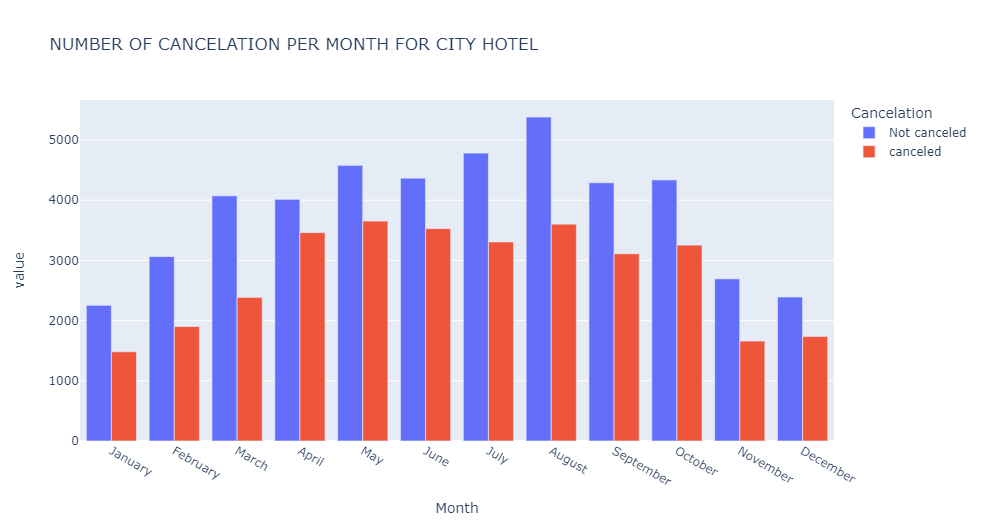 NUMBER OF CANCELATION PER MONTH FOR CITY HOTEL
Cancelation
Not canceled
canceled
5000
4000
3000
2000
1000
0
value
January
February
March
April
May
June
July
August
September
October
November
December
Month